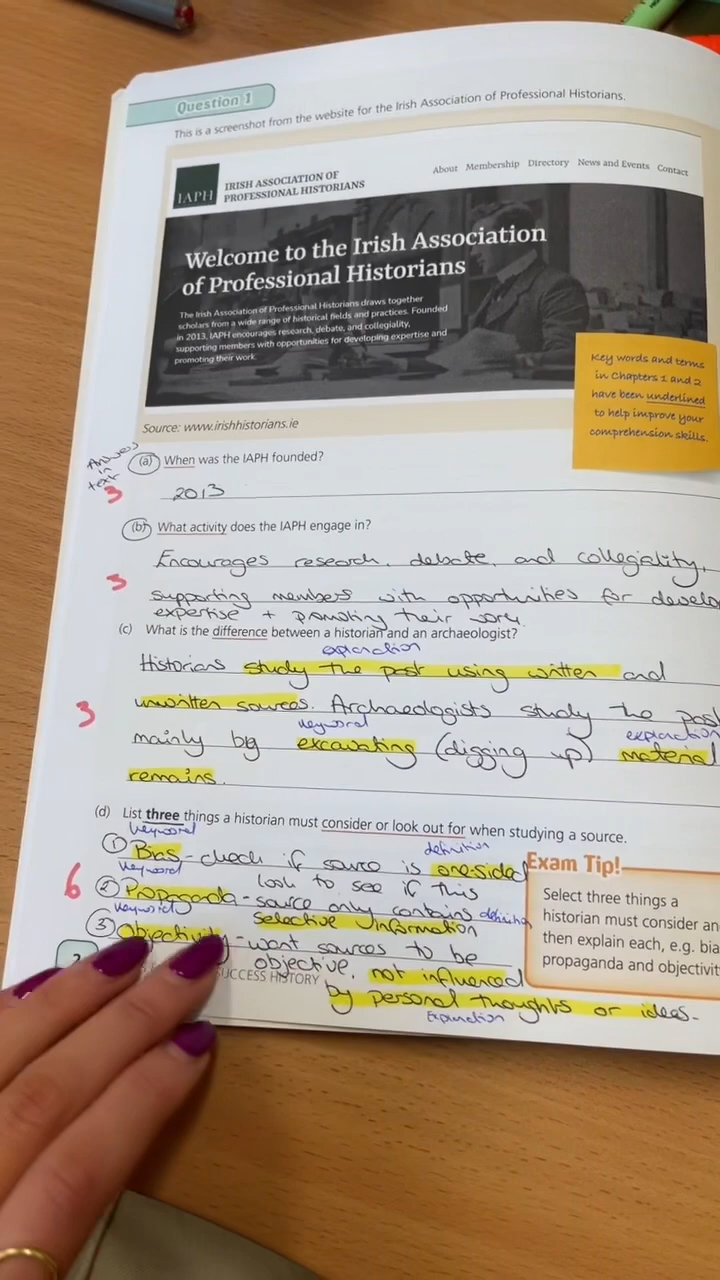 Question 1
This is a screenshot from the website for the Irish Association of Professional Historians.
IAPH
IRISH ASSOCIATION OF
PROFESSIONAL HISTORIANS
About Membership Directory News and Events Contact
Welcome to the Irish Association
of Professional Historians
The Irish Association of Professional Historians draws together
scholars from a wide range of historical fields and practices. Founded
in 2013, IAPH encourages research, debate, and collegiality,
supporting members with opportunities for developing expertise and
promoting their work.
Key words and terms
in Chapters 1 and 2
have been underlined
to help improve your
comprehension skills.
Source: www.irishhistorians.ie
Answer
in
text
(a) When was the IAPH founded?
3
2013
(b) What activity does the IAPH engage in?
Encourages research, debate, and collegiality,
3
supporting members with opportunities for develop
expertise + promoting their work.
(c) What is the difference between a historian and an archaeologist?
explanation
Historians study the past using written and
unwritten sources. Archaeologists study the past
3
keyword explanation
mainly by excavating (digging up) material
remains.
(d) List three things a historian must consider or look out for when studying a source.
keyword definition
① Bias - check if source is one-sided
keyword look to see if this
6
② Propaganda - source only contains
keyword selective information definition
③ Objectivity - want sources to be
objective, not influenced
by personal thoughts or ideas.
Explanation
Exam Tip!
Select three things a
historian must consider an
then explain each, e.g. bia
propaganda and objectivit
UCCESS HISTORY